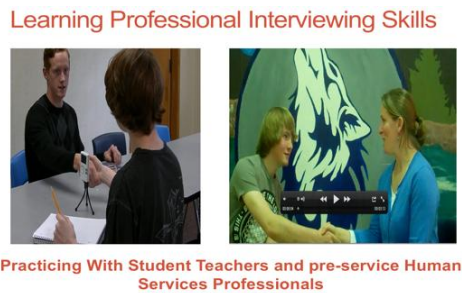 Learning Professional Interviewing Skills
Practicing With Student Teachers and pre-service Human
Services Professionals